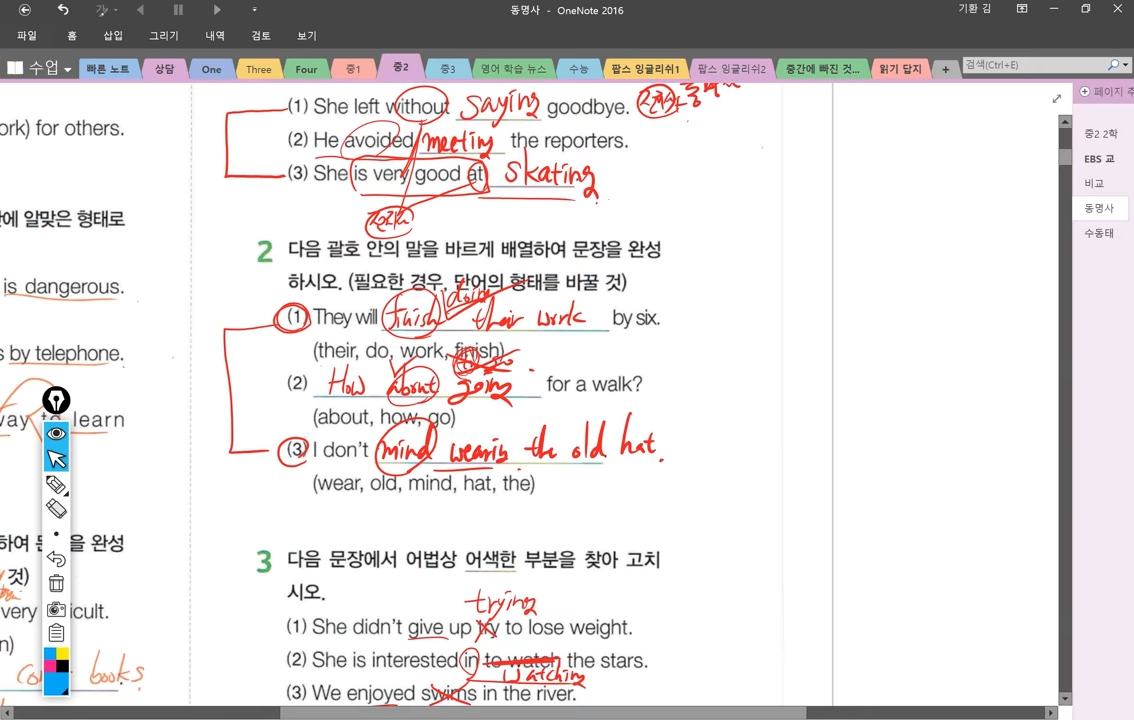 동명사 - OneNote 2016
기환 김
파일 홈 삽입 그리기 내역 검토 보기
수업 빠른 노트 상담 One Three Four 중1 중2 중3 영어 학습 뉴스 수능 팝스 잉글리쉬1 팝스 잉글리쉬2 중간에 빠진 것... 읽기 답지 + 검색(Ctrl+E)
페이지 추
중2 2학
EBS 교
비교
동명사
수동태
ork) for others.
간에 알맞은 형태로
is dangerous.
s by telephone.
way to learn
하여 문장을 완성
것)
very difficult.
n)
books
(1) She left without saying goodbye.
(2) He avoided meeting the reporters.
(3) She is very good at skating.
전치사
2 다음 괄호 안의 말을 바르게 배열하여 문장을 완성
하시오. (필요한 경우, 단어의 형태를 바꿀 것)
doing
(1) They will finish their work by six.
(their, do, work, finish)
(2) How about going for a walk?
(about, how, go)
(3) I don't mind wearing the old hat.
(wear, old, mind, hat, the)
3 다음 문장에서 어법상 어색한 부분을 찾아 고치
시오.
trying
(1) She didn't give up try to lose weight.
(2) She is interested in to watch the stars.
watching
(3) We enjoyed swims in the river.